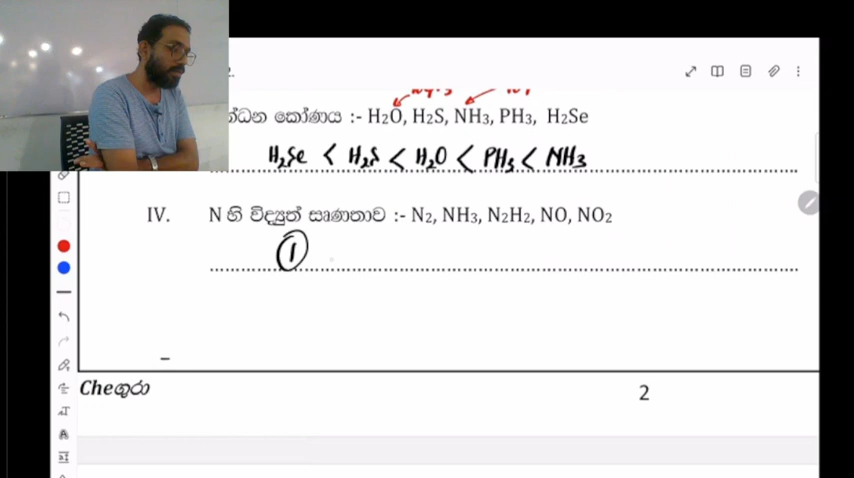 2.
න්ධන කෝණය :- H2O, H2S, NH3, PH3, H2Se
H2Se < H2S < H2O < PH3 < NH3
IV. N හි විද්‍යුත් සෘණතාව :- N2, NH3, N2H2, NO, NO2
1
Cheගුරා 2